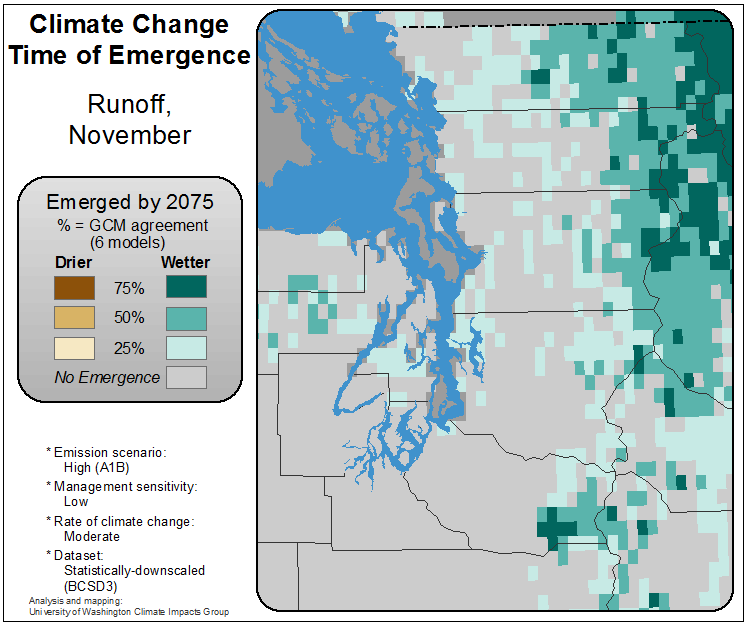 Climate Change
Time of Emergence
Runoff,
November
Emerged by 2075
% = GCM agreement
(6 models)
Drier Wetter
75%
50%
25%
No Emergence
* Emission scenario:
High (A1B)
* Management sensitivity:
Low
* Rate of climate change:
Moderate
* Dataset:
Statistically-downscaled
(BCSD3)
Analysis and mapping:
University of Washington Climate Impacts Group